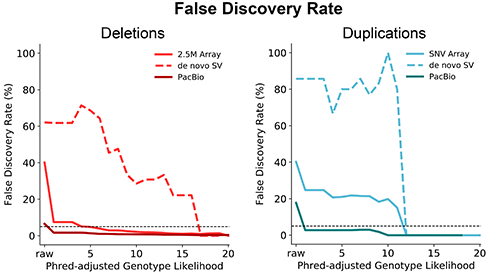 False Discovery Rate
Deletions
False Discovery Rate (%)
100
80
60
40
20
0
2.5M Array
de novo SV
PacBio
raw 5 10 15 20
Phred-adjusted Genotype Likelihood
Duplications
False Discovery Rate (%)
100
80
60
40
20
0
SNV Array
de novo SV
PacBio
raw 5 10 15 20
Phred-adjusted Genotype Likelihood